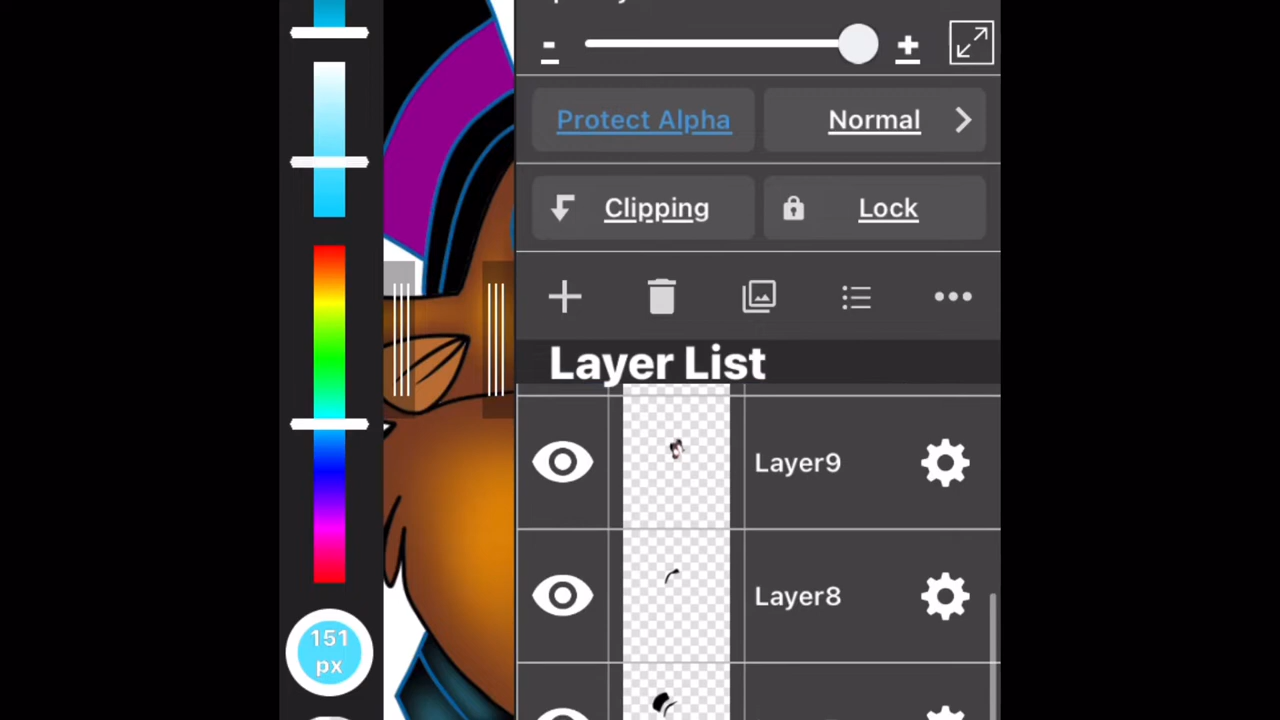 -
+
Protect Alpha
Normal
Clipping
Lock
Layer List
Layer9
Layer8
151
px